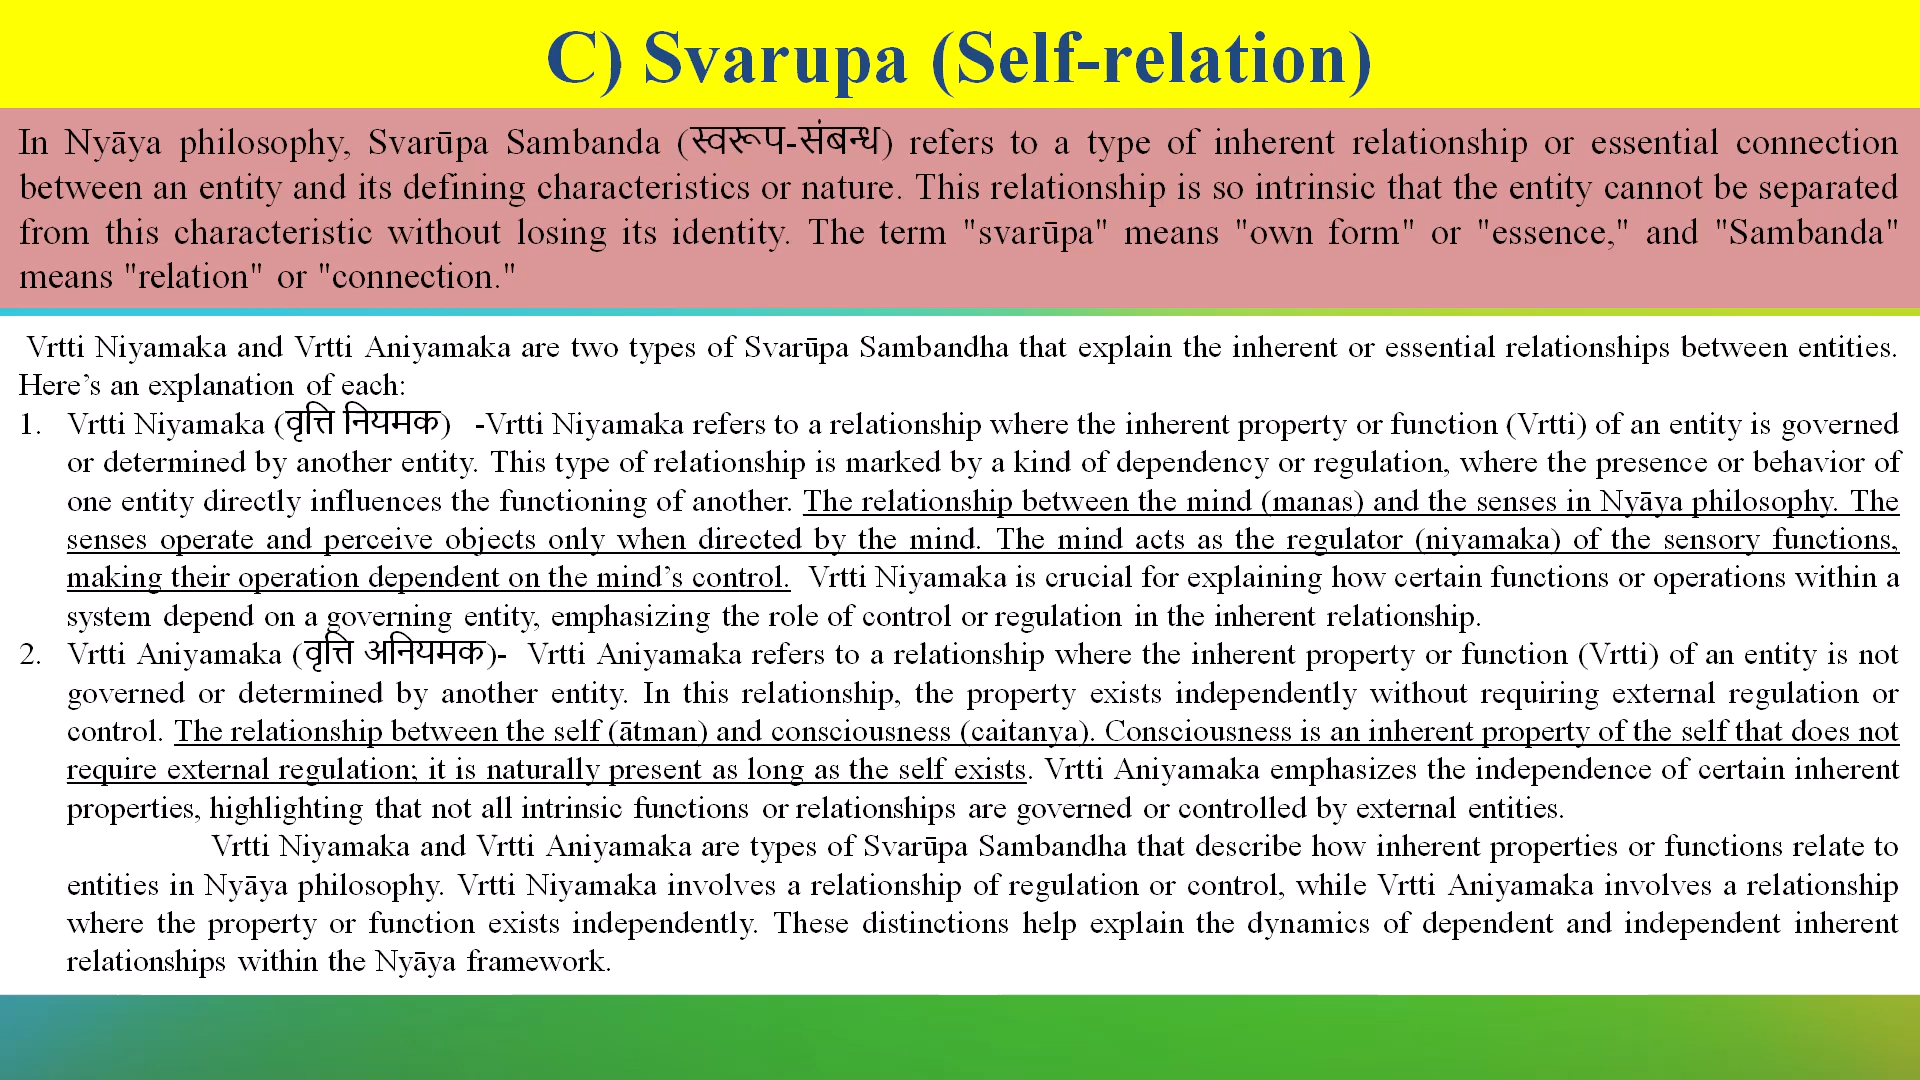 C) Svarupa (Self-relation)
In Nyāya philosophy, Svarūpa Sambanda (स्वरूप-संबन्ध) refers to a type of inherent relationship or essential connection
between an entity and its defining characteristics or nature. This relationship is so intrinsic that the entity cannot be separated
from this characteristic without losing its identity. The term "svarūpa" means "own form" or "essence," and "Sambanda"
means "relation" or "connection."
Vrtti Niyamaka and Vrtti Aniyamaka are two types of Svarūpa Sambandha that explain the inherent or essential relationships between entities.
Here’s an explanation of each:
1. Vrtti Niyamaka (वृत्ति नियमक) -Vrtti Niyamaka refers to a relationship where the inherent property or function (Vrtti) of an entity is governed
or determined by another entity. This type of relationship is marked by a kind of dependency or regulation, where the presence or behavior of
one entity directly influences the functioning of another. The relationship between the mind (manas) and the senses in Nyāya philosophy. The
senses operate and perceive objects only when directed by the mind. The mind acts as the regulator (niyamaka) of the sensory functions,
making their operation dependent on the mind’s control. Vrtti Niyamaka is crucial for explaining how certain functions or operations within a
system depend on a governing entity, emphasizing the role of control or regulation in the inherent relationship.
2. Vrtti Aniyamaka (वृत्ति अनियमक)- Vrtti Aniyamaka refers to a relationship where the inherent property or function (Vrtti) of an entity is not
governed or determined by another entity. In this relationship, the property exists independently without requiring external regulation or
control. The relationship between the self (ātman) and consciousness (caitanya). Consciousness is an inherent property of the self that does not
require external regulation; it is naturally present as long as the self exists. Vrtti Aniyamaka emphasizes the independence of certain inherent
properties, highlighting that not all intrinsic functions or relationships are governed or controlled by external entities.
Vrtti Niyamaka and Vrtti Aniyamaka are types of Svarūpa Sambandha that describe how inherent properties or functions relate to
entities in Nyāya philosophy. Vrtti Niyamaka involves a relationship of regulation or control, while Vrtti Aniyamaka involves a relationship
where the property or function exists independently. These distinctions help explain the dynamics of dependent and independent inherent
relationships within the Nyāya framework.